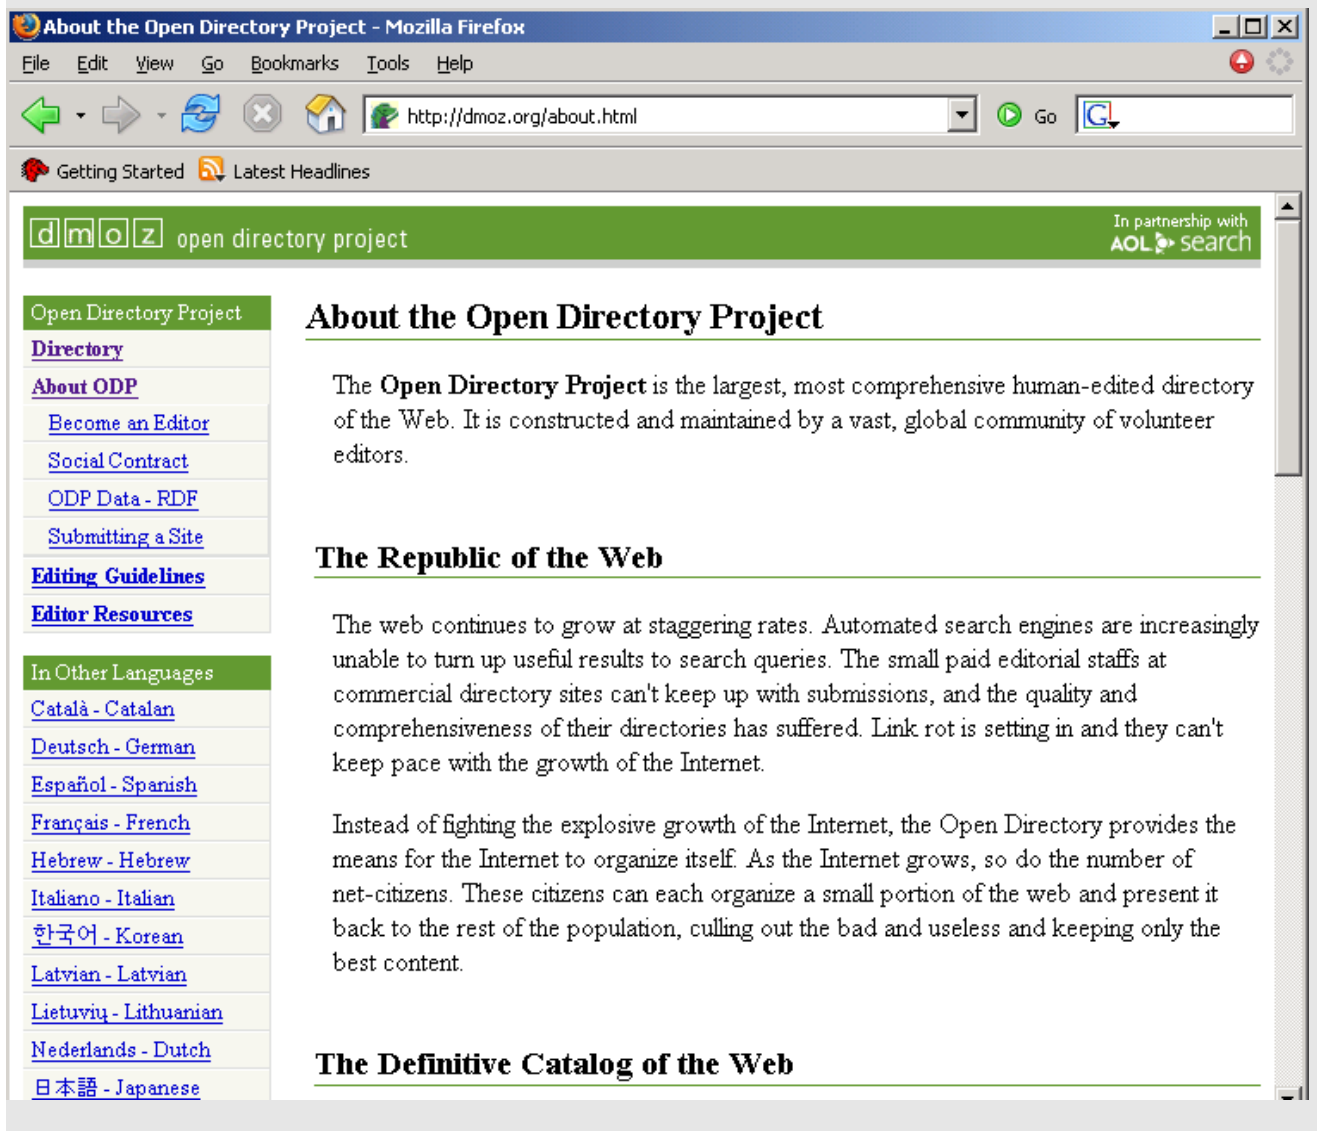 About the Open Directory Project - Mozilla Firefox
File Edit View Go Bookmarks Tools Help
http://dmoz.org/about.html Go G
Getting Started Latest Headlines
dmoz open directory project
In partnership with
AOL search
Open Directory Project
Directory
About ODP
Become an Editor
Social Contract
ODP Data - RDF
Submitting a Site
Editing Guidelines
Editor Resources
In Other Languages
Català - Catalan
Deutsch - German
Español - Spanish
Français - French
Hebrew - Hebrew
Italiano - Italian
한국어 - Korean
Latvian - Latvian
Lietuvių - Lithuanian
Nederlands - Dutch
日本語 - Japanese
About the Open Directory Project
The Open Directory Project is the largest, most comprehensive human-edited directory
of the Web. It is constructed and maintained by a vast, global community of volunteer
editors.
The Republic of the Web
The web continues to grow at staggering rates. Automated search engines are increasingly
unable to turn up useful results to search queries. The small paid editorial staffs at
commercial directory sites can't keep up with submissions, and the quality and
comprehensiveness of their directories has suffered. Link rot is setting in and they can't
keep pace with the growth of the Internet.
Instead of fighting the explosive growth of the Internet, the Open Directory provides the
means for the Internet to organize itself. As the Internet grows, so do the number of
net-citizens. These citizens can each organize a small portion of the web and present it
back to the rest of the population, culling out the bad and useless and keeping only the
best content.
The Definitive Catalog of the Web